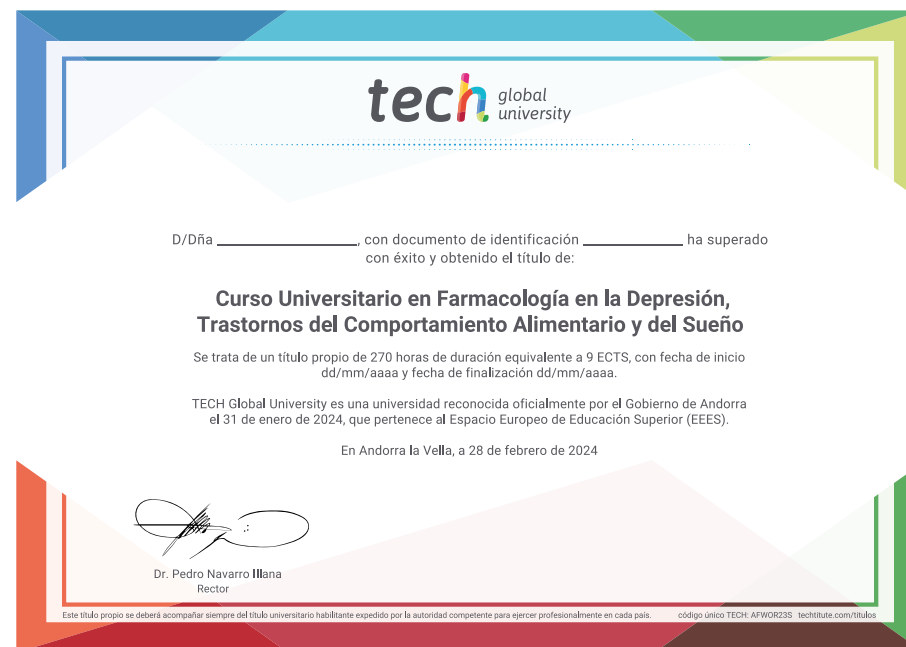 tech global university
D/Dña ____________________, con documento de identificación ______________ ha superado
con éxito y obtenido el título de:
Curso Universitario en Farmacología en la Depresión,
Trastornos del Comportamiento Alimentario y del Sueño
Se trata de un título propio de 270 horas de duración equivalente a 9 ECTS, con fecha de inicio
dd/mm/aaaa y fecha de finalización dd/mm/aaaa.
TECH Global University es una universidad reconocida oficialmente por el Gobierno de Andorra
el 31 de enero de 2024, que pertenece al Espacio Europeo de Educación Superior (EEES).
En Andorra la Vella, a 28 de febrero de 2024
Dr. Pedro Navarro Illana
Rector
Este título propio se deberá acompañar siempre del título universitario habilitante expedido por la autoridad competente para ejercer profesionalmente en cada país. código único TECH: AFWOR23S techtitute.com/titulos